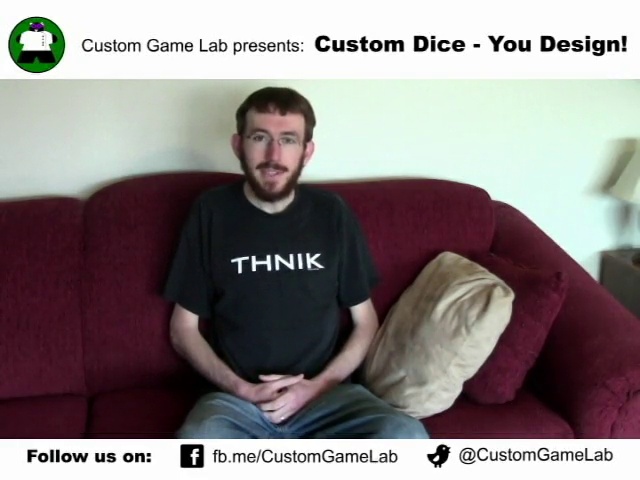 Custom Game Lab presents: Custom Dice - You Design!
THNIK
Follow us on: fb.me/CustomGameLab @CustomGameLab